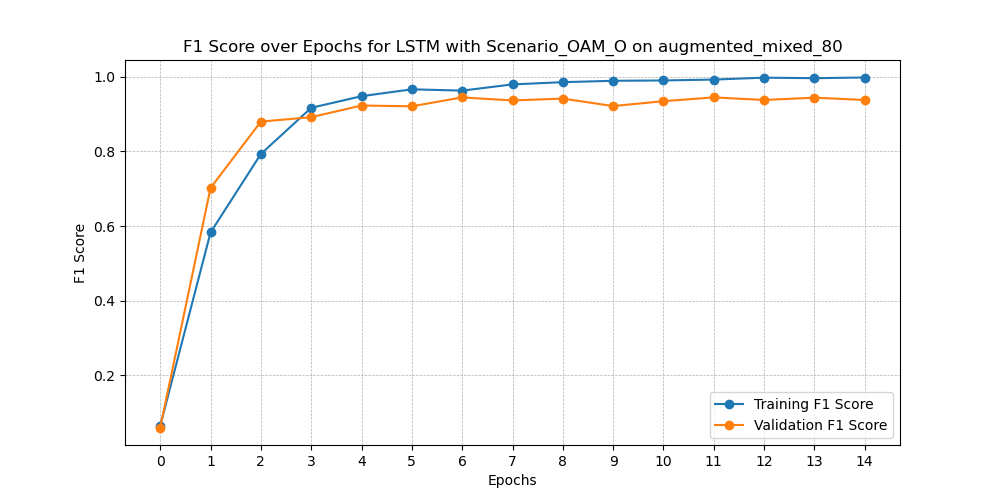 F1 Score over Epochs for LSTM with Scenario_OAM_O on augmented_mixed_80
F1 Score
1.0
0.8
0.6
0.4
0.2
Training F1 Score
Validation F1 Score
0 1 2 3 4 5 6 7 8 9 10 11 12 13 14
Epochs